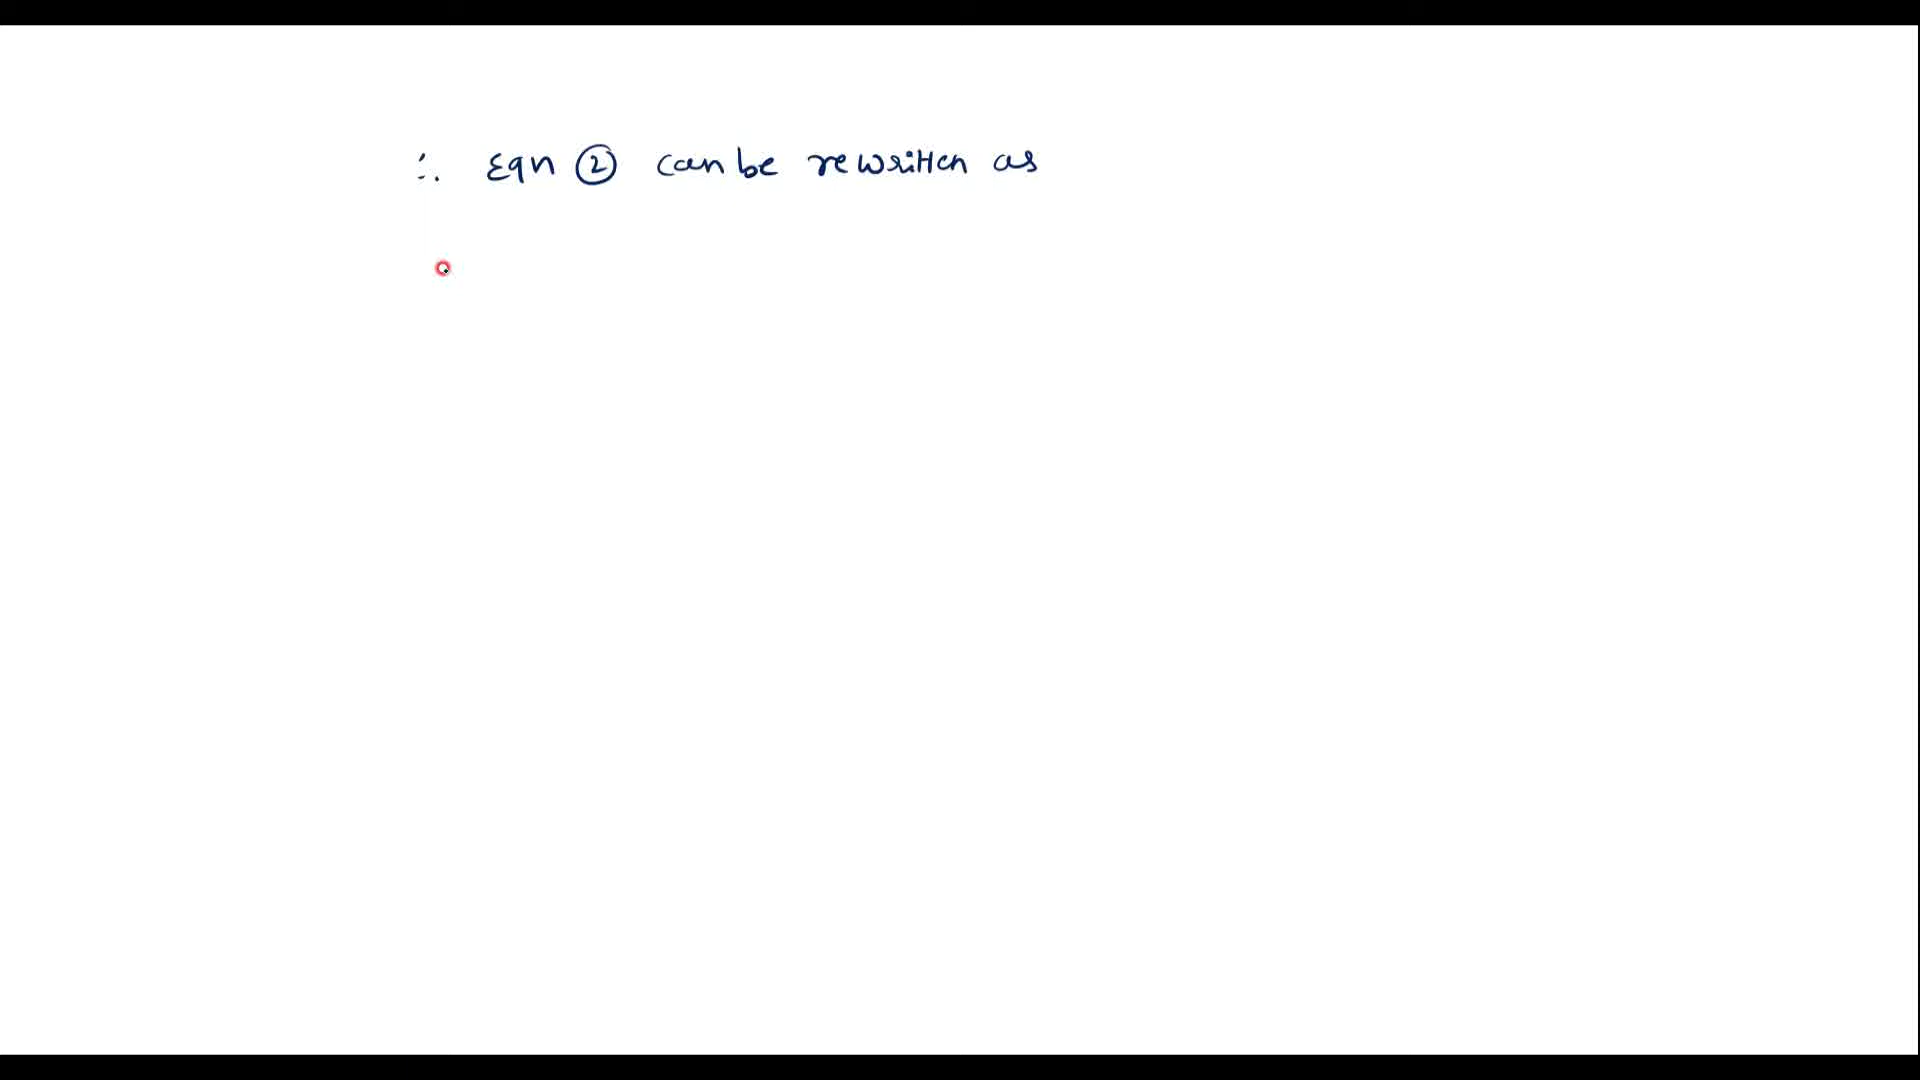 ∴ Eqn ② can be rewritten as